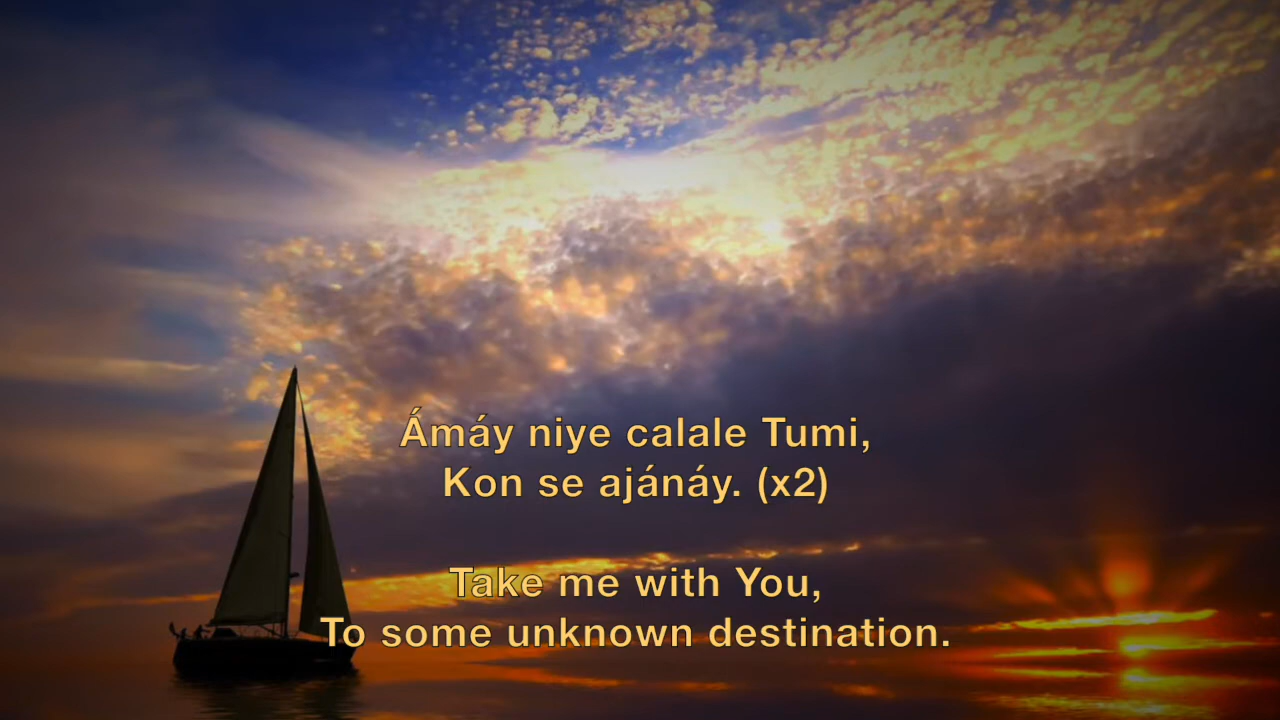 Ámáy niye calale Tumi,
Kon se ajánáy. (x2)
Take me with You,
To some unknown destination.